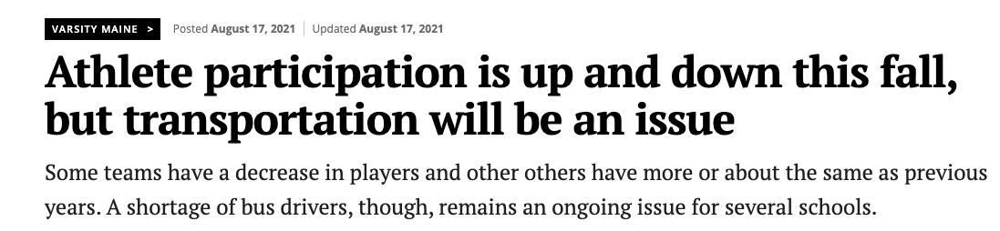 VARSITY MAINE > Posted August 17, 2021 Updated August 17, 2021
Athlete participation is up and down this fall,
but transportation will be an issue
Some teams have a decrease in players and other others have more or about the same as previous
years. A shortage of bus drivers, though, remains an ongoing issue for several schools.